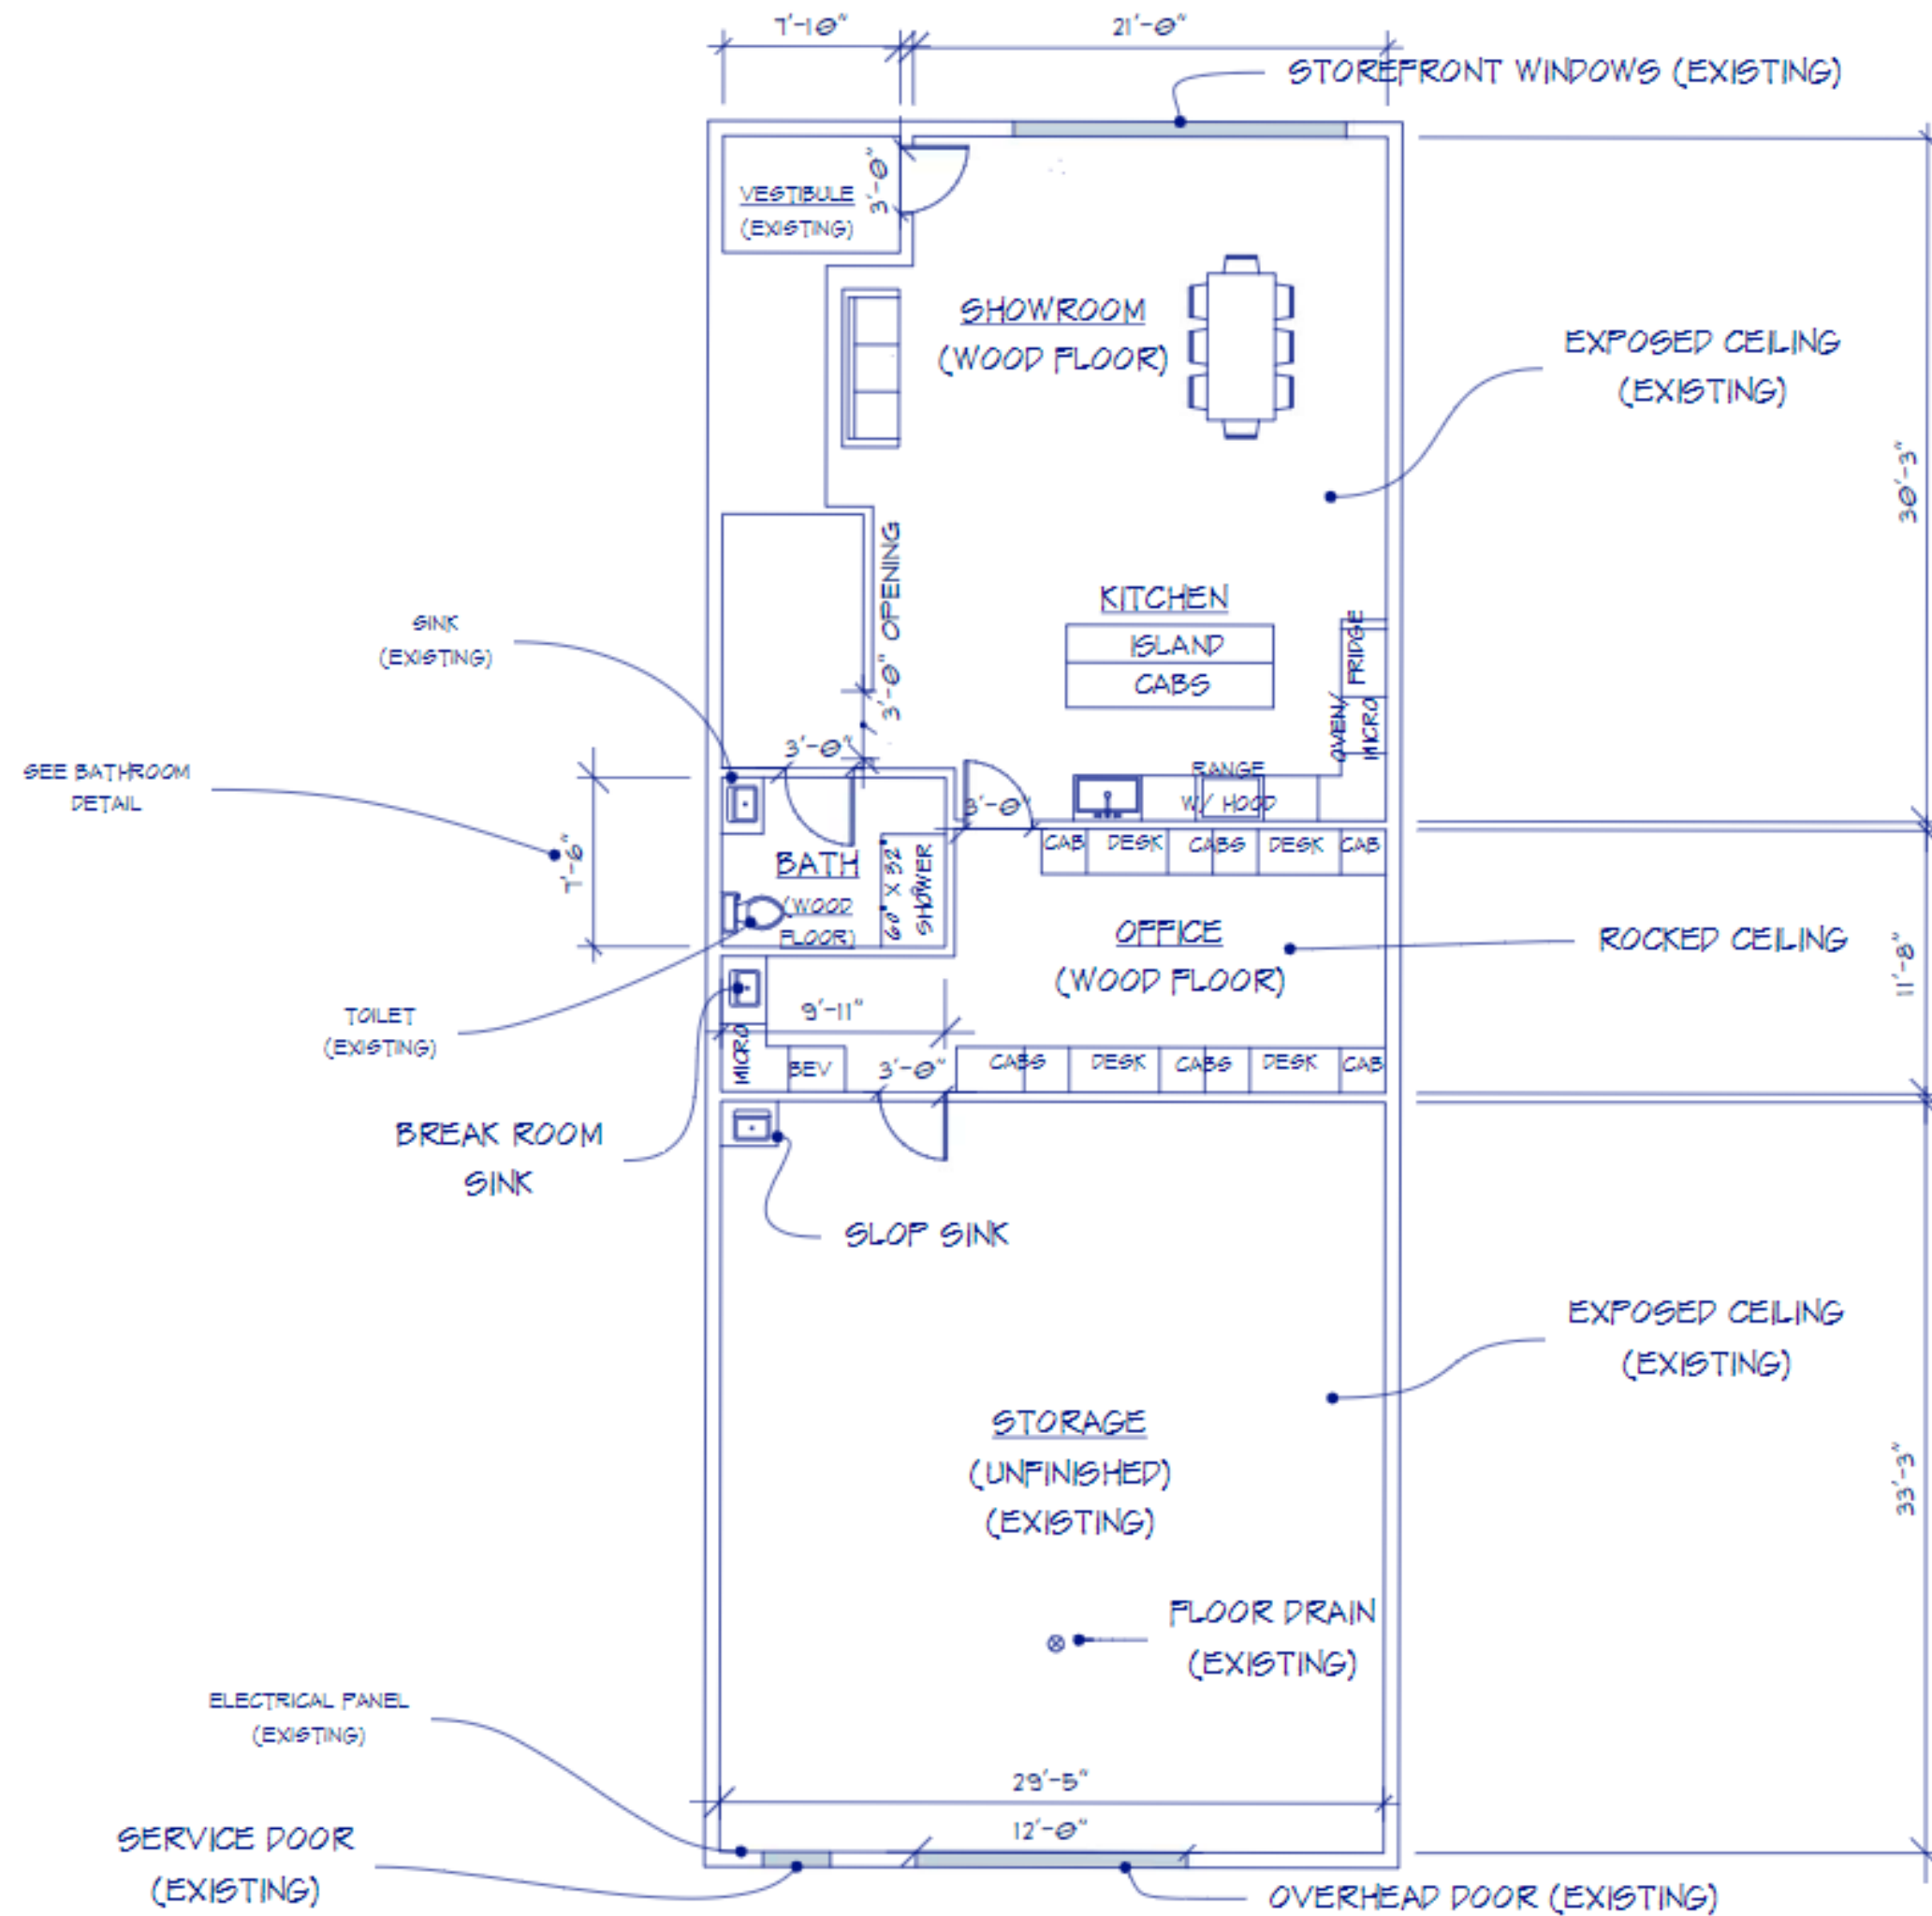 7'-10"
21'-0"
STOREFRONT WINDOWS (EXISTING)
3'-0"
VESTIBULE
(EXISTING)
SHOWROOM
(WOOD FLOOR)
EXPOSED CEILING
(EXISTING)
30'-3"
3'-0" OPENING
KITCHEN
ISLAND
CABS
FRIDGE
OVEN/
MICRO
SINK
(EXISTING)
3'-0"
RANGE
W/ HOOD
3'-0"
SEE BATHROOM
DETAIL
7'-6"
CAB
DESK
CABS
DESK
CAB
BATH
(WOOD
FLOOR)
60" X 32"
SHOWER
OFFICE
(WOOD FLOOR)
ROCKED CEILING
11'-8"
TOILET
(EXISTING)
9'-11"
MICRO
BEV
3'-0"
CABS
DESK
CABS
DESK
CAB
BREAK ROOM
SINK
SLOP SINK
EXPOSED CEILING
(EXISTING)
STORAGE
(UNFINISHED)
(EXISTING)
33'-3"
FLOOR DRAIN
(EXISTING)
ELECTRICAL PANEL
(EXISTING)
29'-5"
12'-0"
SERVICE DOOR
(EXISTING)
OVERHEAD DOOR (EXISTING)